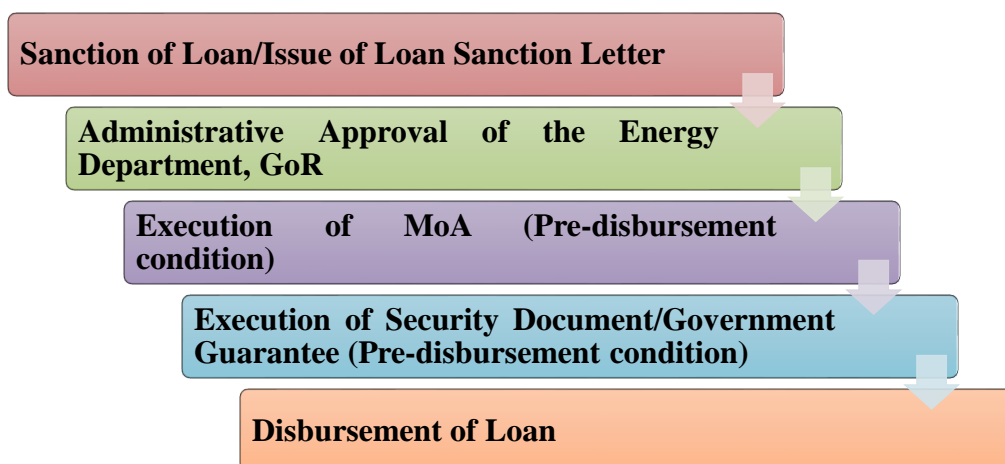 Sanction of Loan/Issue of Loan Sanction Letter
Administrative Approval of the Energy
Department, GoR
Execution of MoA (Pre-disbursement
condition)
Execution of Security Document/Government
Guarantee (Pre-disbursement condition)
Disbursement of Loan